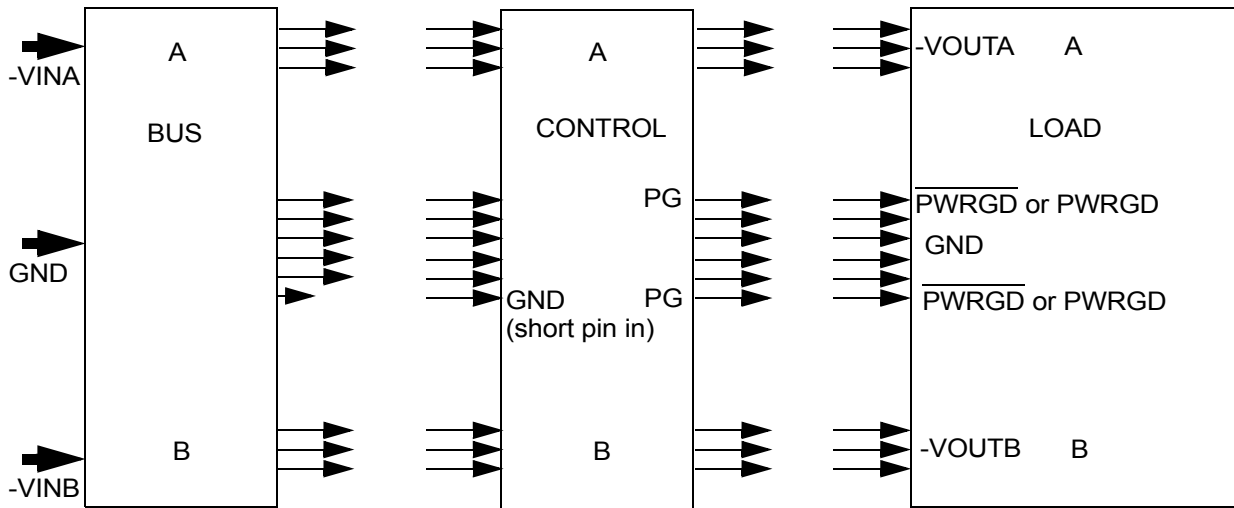 -VINA
A
BUS
GND
B
-VINB
A
CONTROL
PG
GND
(short pin in)
PG
B
-VOUTA
A
LOAD
PWRGD or PWRGD
GND
PWRGD or PWRGD
-VOUTB
B